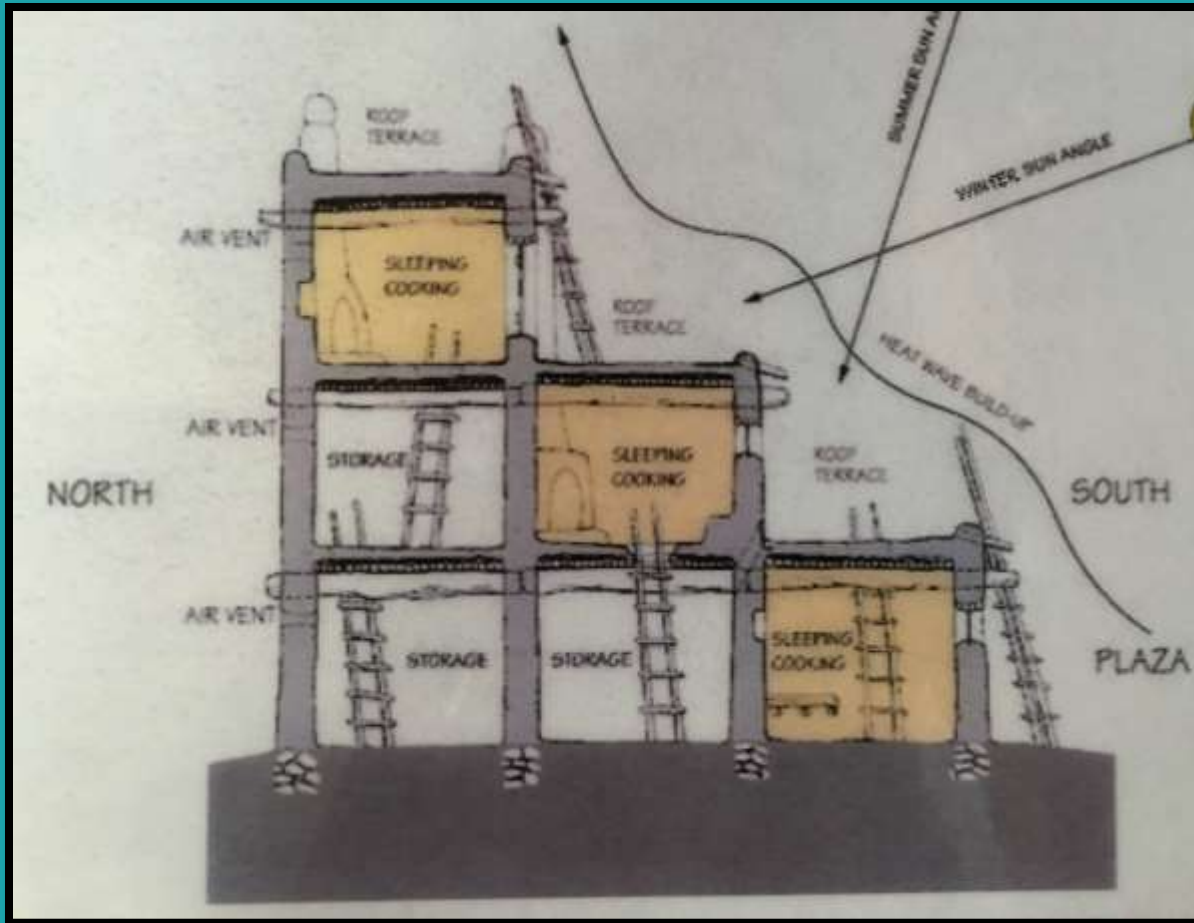 ROOF
TERRACE
SUMMER SUN
WINTER SUN ANGLE
AIR VENT
SLEEPING
COOKING
ROOF
TERRACE
HEAT WAVE BUILD-UP
AIR VENT
STORAGE
SLEEPING
COOKING
ROOF
TERRACE
NORTH
SOUTH
AIR VENT
STORAGE
STORAGE
SLEEPING
COOKING
PLAZA